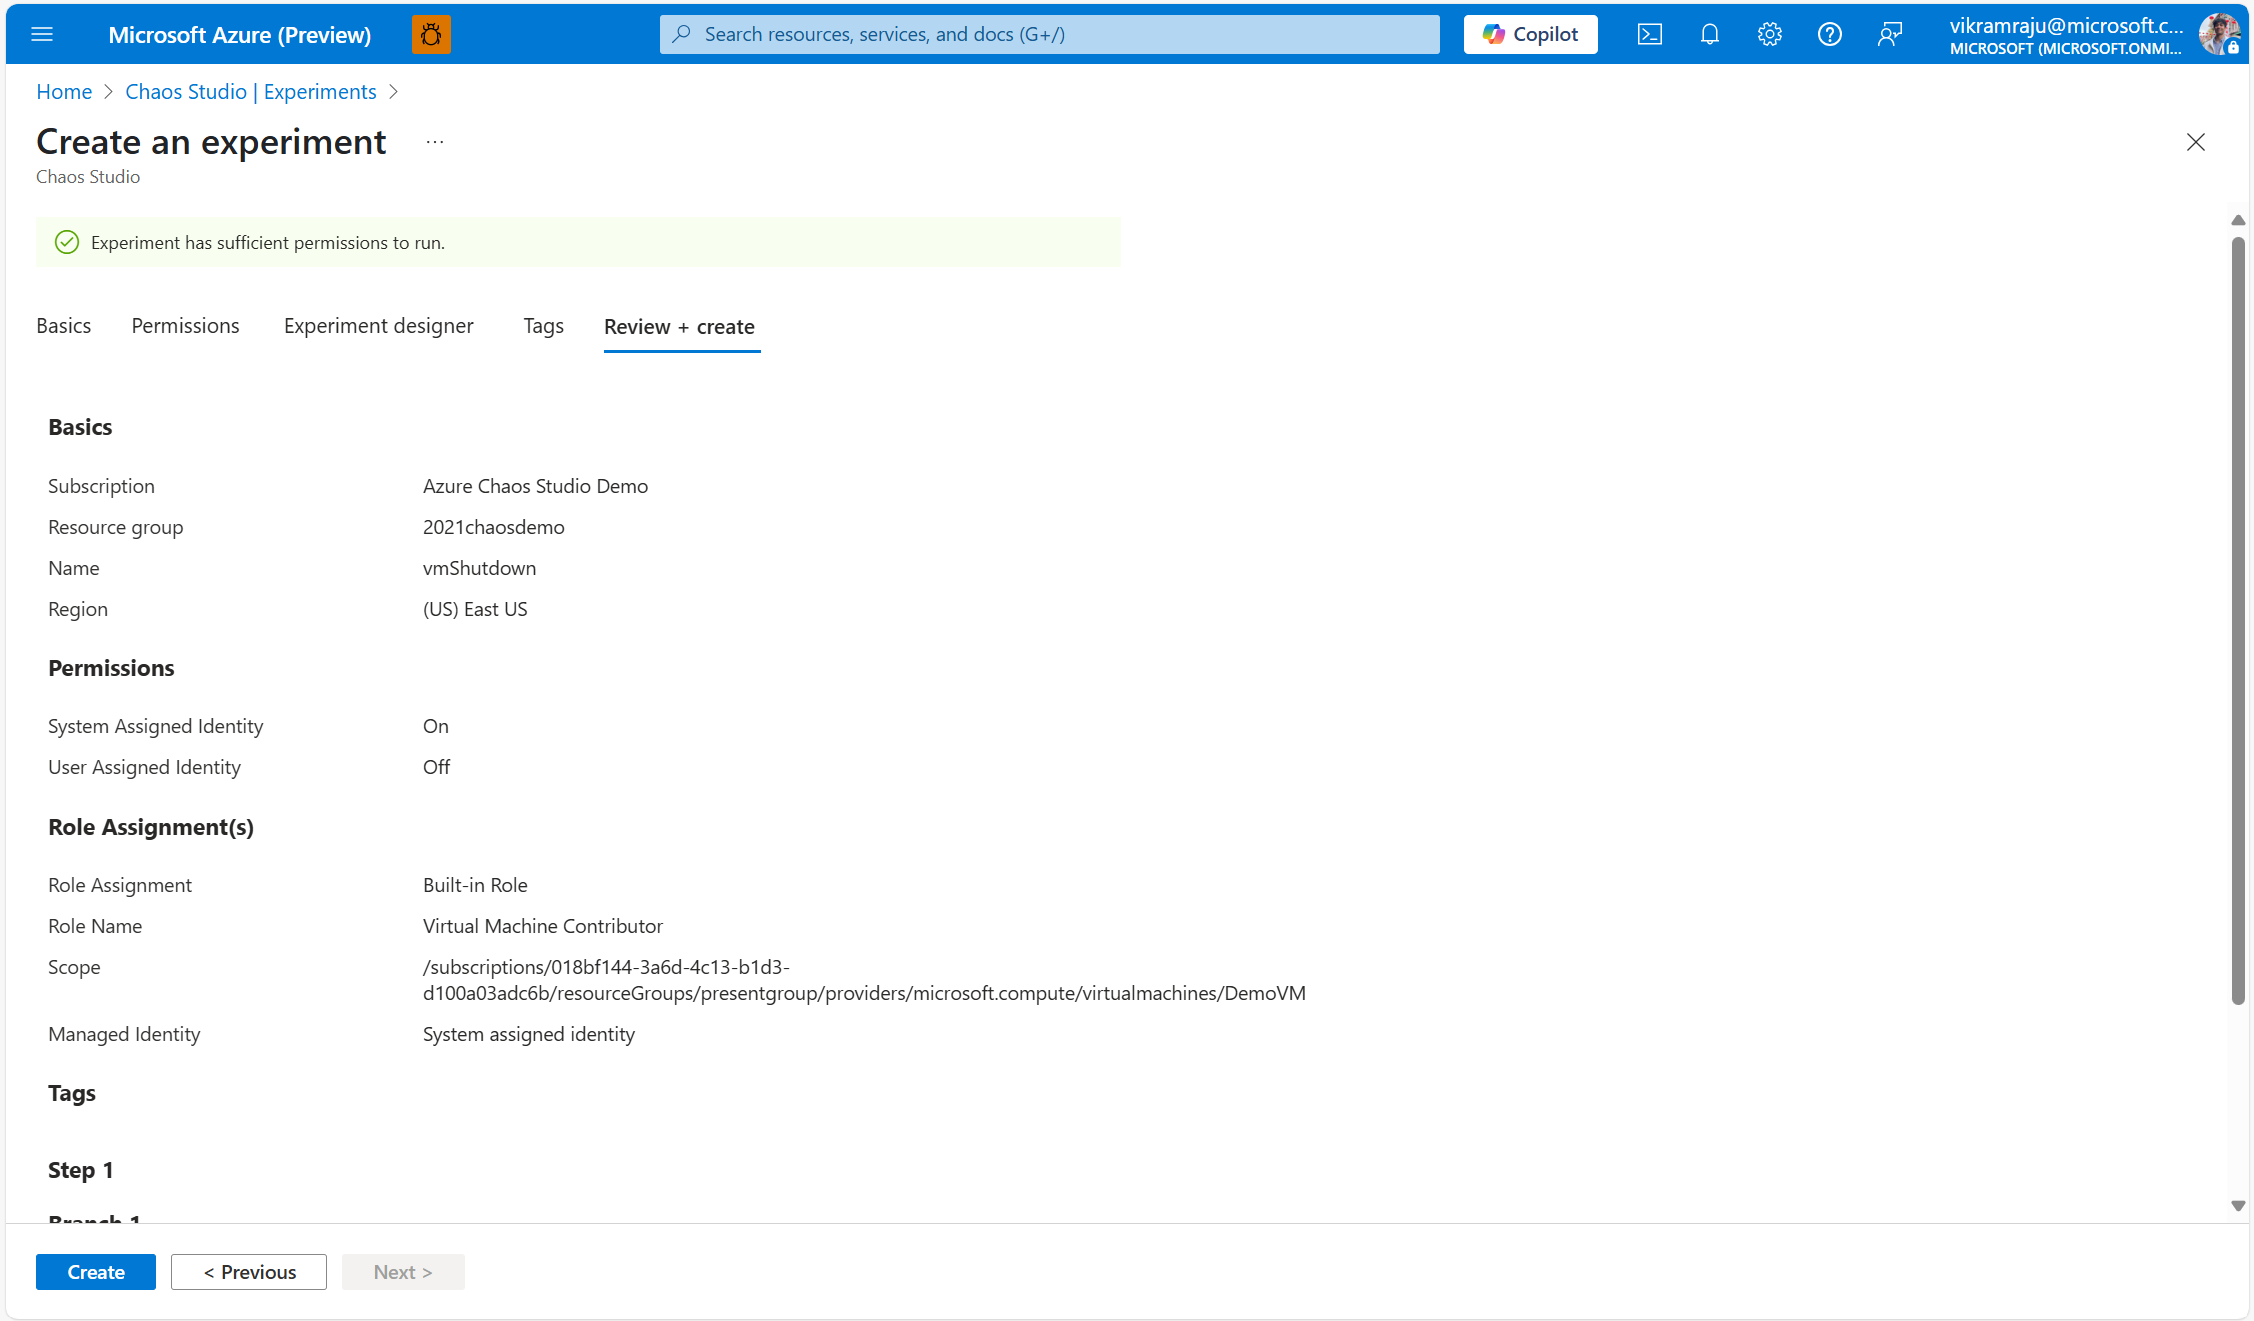 Microsoft Azure (Preview)
Search resources, services, and docs (G+/)
Copilot
vikramraju@microsoft.c...
MICROSOFT (MICROSOFT.ONMI...
Home > Chaos Studio | Experiments >
Create an experiment ...
Chaos Studio
Experiment has sufficient permissions to run.
Basics Permissions Experiment designer Tags Review + create
Basics
Subscription Azure Chaos Studio Demo
Resource group 2021chaosdemo
Name vmShutdown
Region (US) East US
Permissions
System Assigned Identity On
User Assigned Identity Off
Role Assignment(s)
Role Assignment Built-in Role
Role Name Virtual Machine Contributor
Scope /subscriptions/018bf144-3a6d-4c13-b1d3-
d100a03adc6b/resourceGroups/presentgroup/providers/microsoft.compute/virtualmachines/DemoVM
Managed Identity System assigned identity
Tags
Step 1
Branch 1
Create < Previous Next >